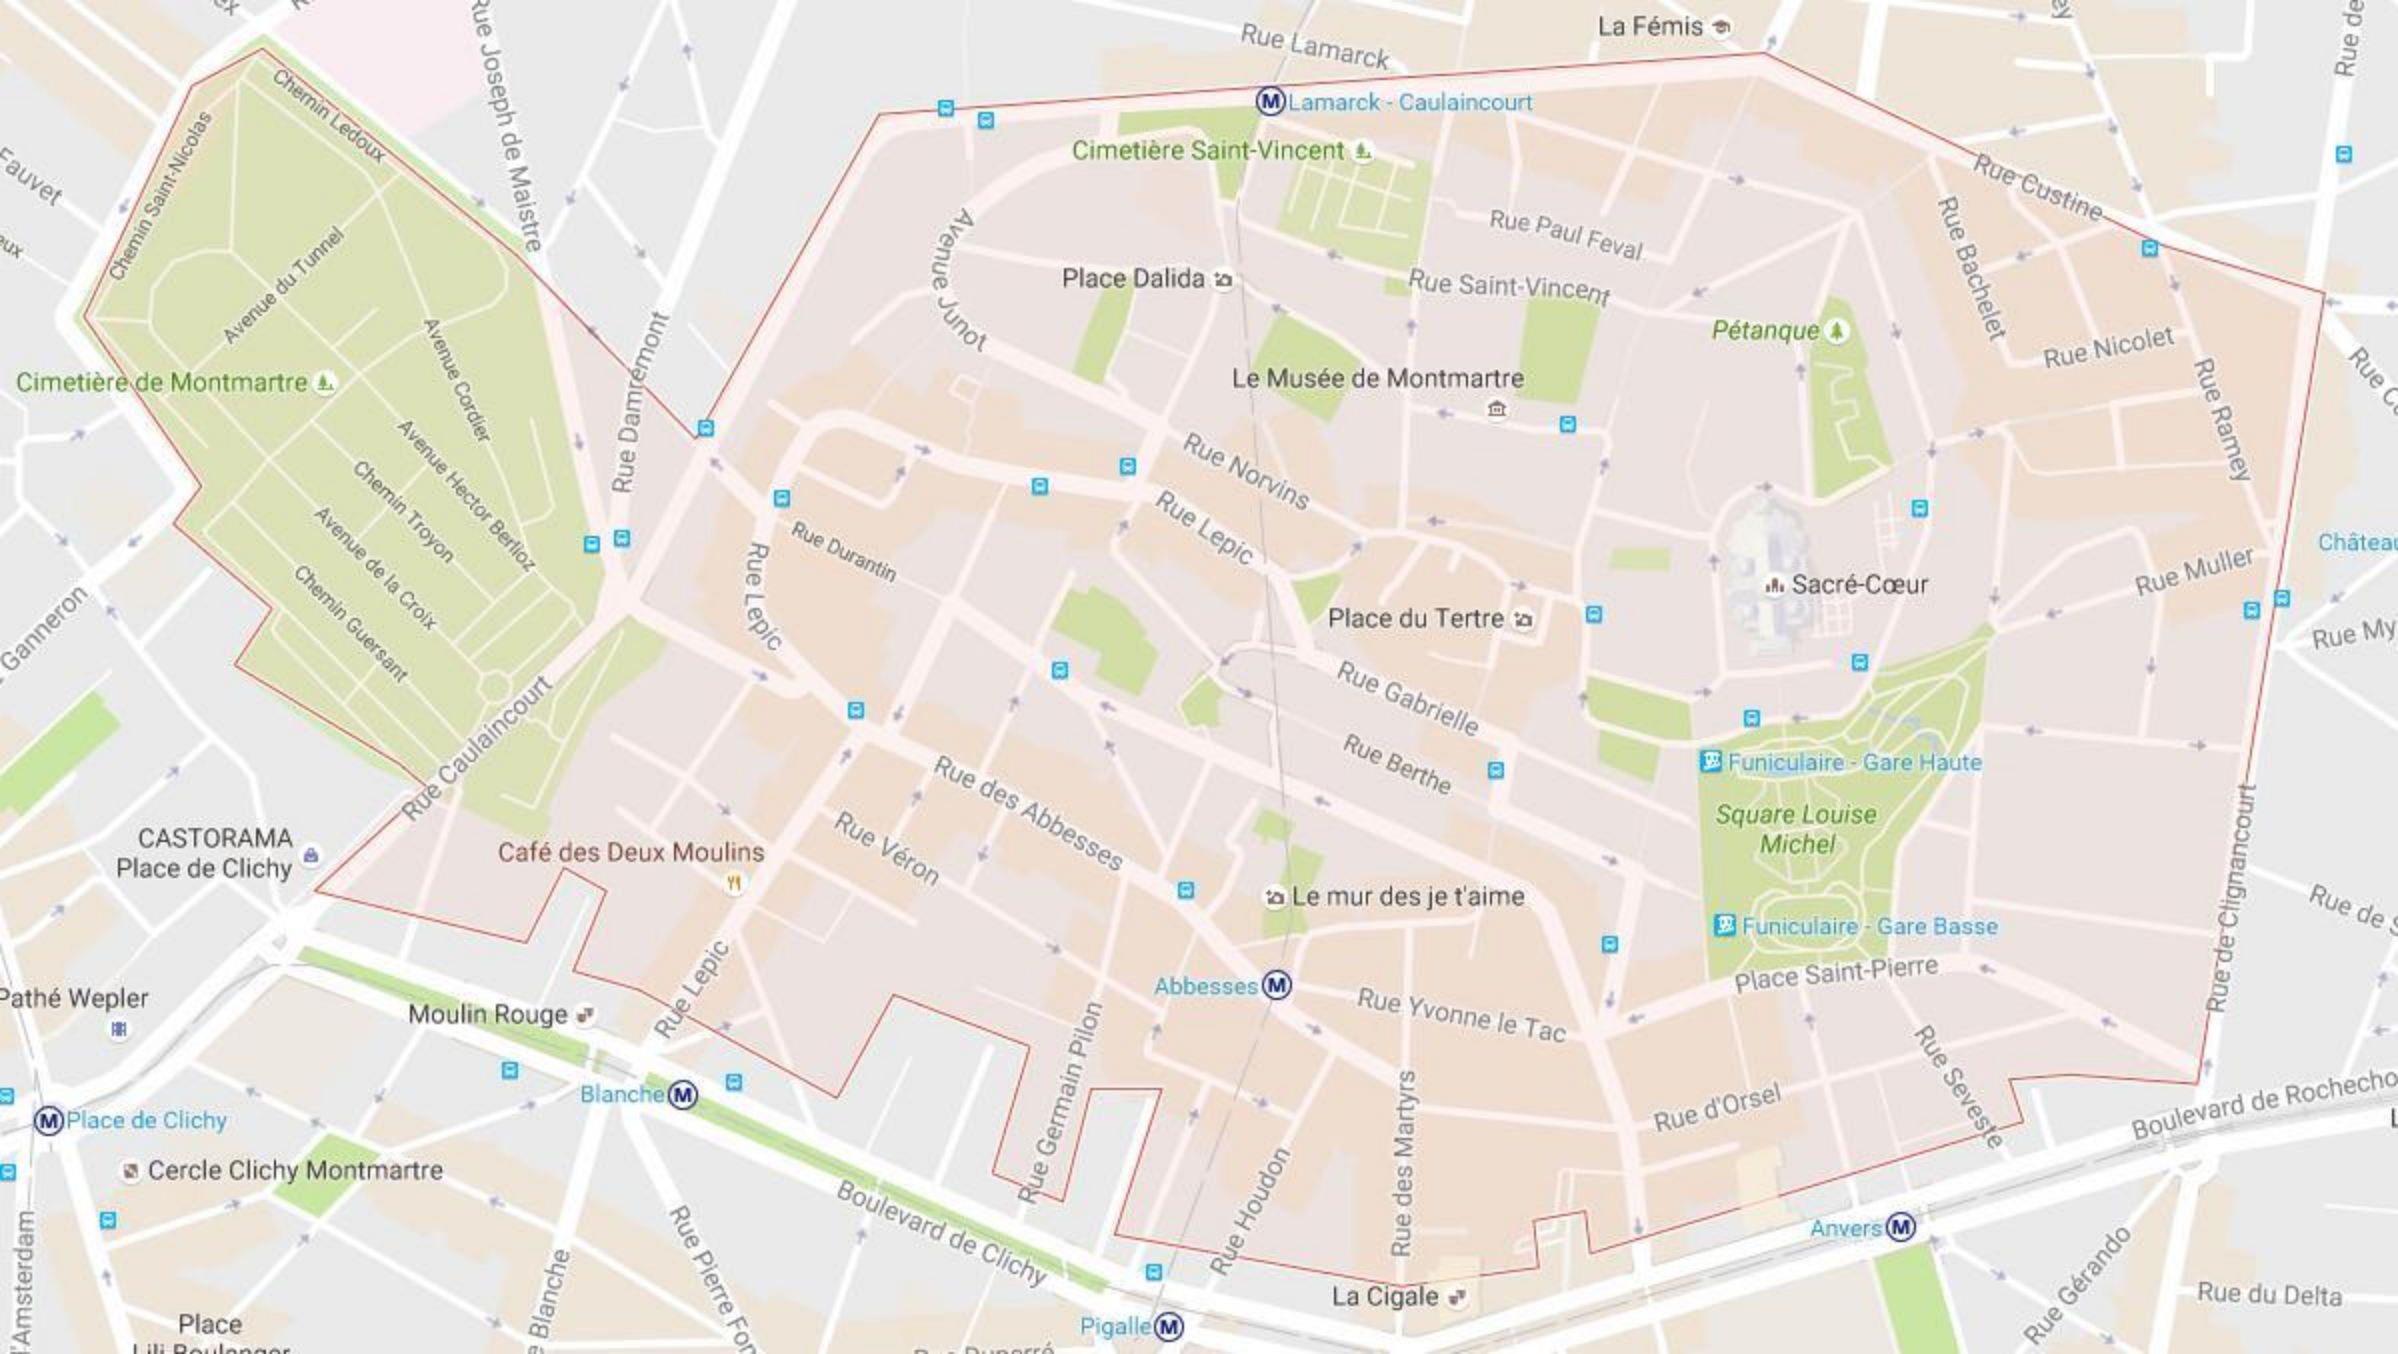 Rue Joseph de Maistre
Rue Lamarck
La Fémis
Rue de
Chemin Ledoux
Chemin Saint-Nicolas
Lamarck - Caulaincourt
Cimetière Saint-Vincent
Fauvet
Rue Custine
Rue Bachelet
Avenue Junot
Rue Paul Feval
Avenue du Tunnel
Place Dalida
Rue Saint-Vincent
Avenue Cordier
Rue Damrémont
Pétanque
Rue Nicolet
Cimetière de Montmartre
Le Musée de Montmartre
Rue Ramey
Avenue Hector Berlioz
Rue Norvins
Chemin Troyon
Rue Lepic
Avenue de la Croix
Rue Durantin
Château
Chemin Guersant
Rue Lepic
Sacré-Cœur
Rue Muller
Ganneron
Place du Tertre
Rue My
Rue Gabrielle
Rue Caulaincourt
Rue Berthe
Funiculaire - Gare Haute
Rue des Abbesses
Square Louise
Michel
CASTORAMA
Place de Clichy
Café des Deux Moulins
Rue Véron
Le mur des je t'aime
Rue de Clignancourt
Funiculaire - Gare Basse
Rue de S
Rue Lepic
Place Saint-Pierre
Pathé Wepler
Moulin Rouge
Abbesses
Rue Yvonne le Tac
Rue Germain Pilon
Rue Seveste
Blanche
Rue d'Orsel
Boulevard de Rochecho
Place de Clichy
Rue des Martyrs
Cercle Clichy Montmartre
Rue Houdon
Boulevard de Clichy
Anvers
Rue Pierre Fon
Rue Gérando
Rue du Delta
La Cigale
Pigalle
l'Amsterdam
e Blanche
Place
Lili Boulanger